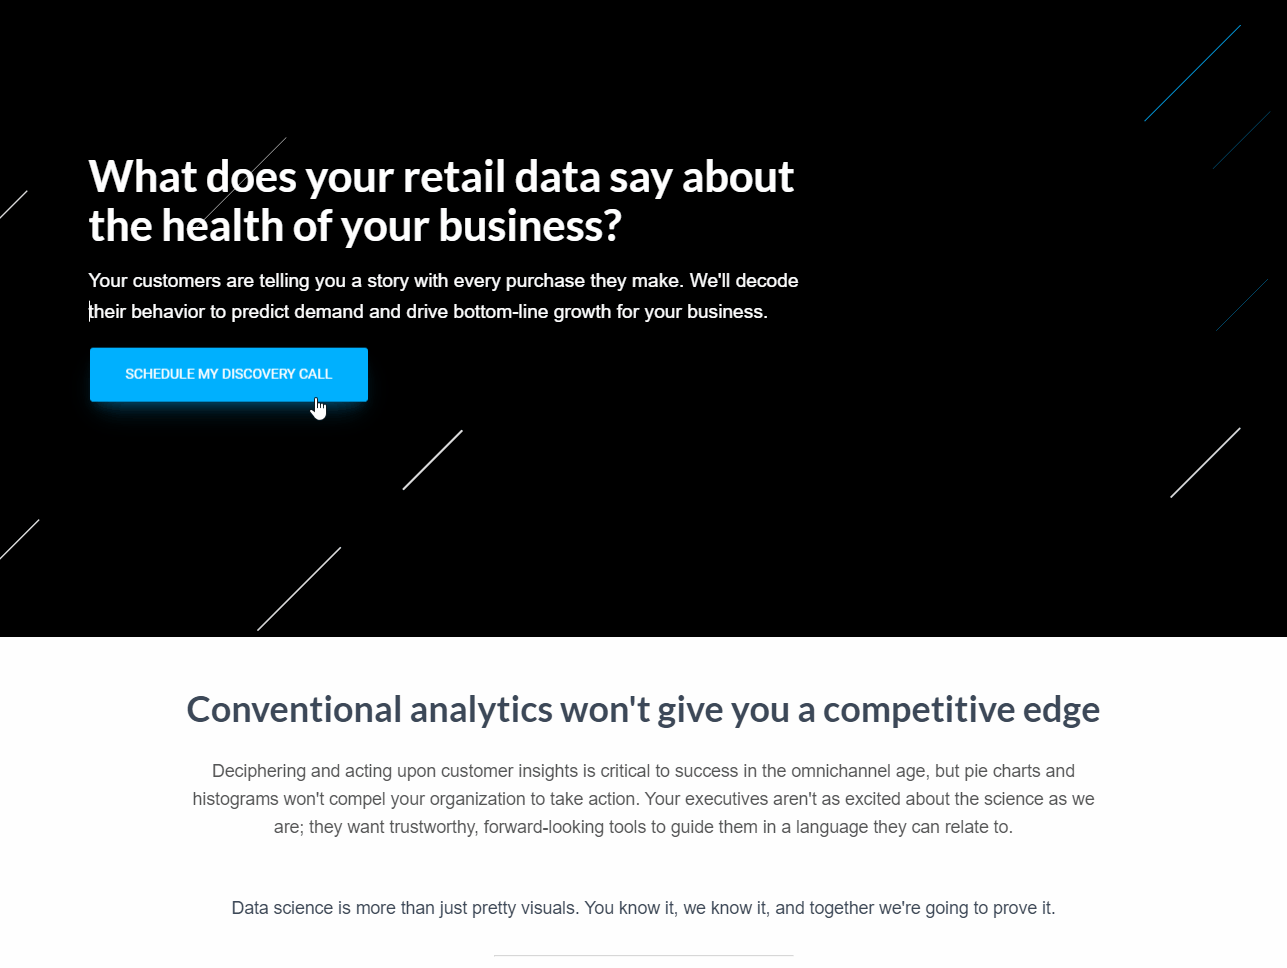 What does your retail data say about
the health of your business?
Your customers are telling you a story with every purchase they make. We'll decode
their behavior to predict demand and drive bottom-line growth for your business.
SCHEDULE MY DISCOVERY CALL
Conventional analytics won't give you a competitive edge
Deciphering and acting upon customer insights is critical to success in the omnichannel age, but pie charts and
histograms won't compel your organization to take action. Your executives aren't as excited about the science as we
are; they want trustworthy, forward-looking tools to guide them in a language they can relate to.
Data science is more than just pretty visuals. You know it, we know it, and together we're going to prove it.